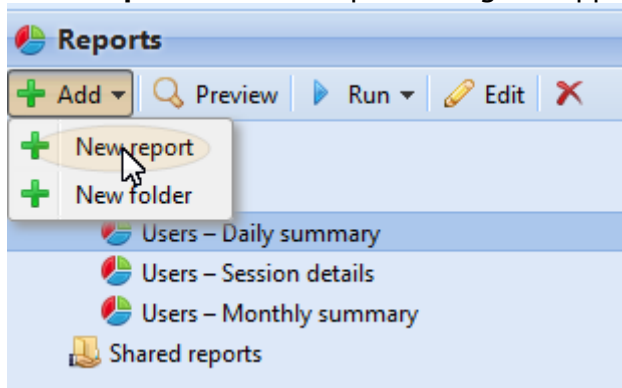 Reports
Add Preview Run Edit
New report
New folder
Users – Daily summary
Users – Session details
Users – Monthly summary
Shared reports